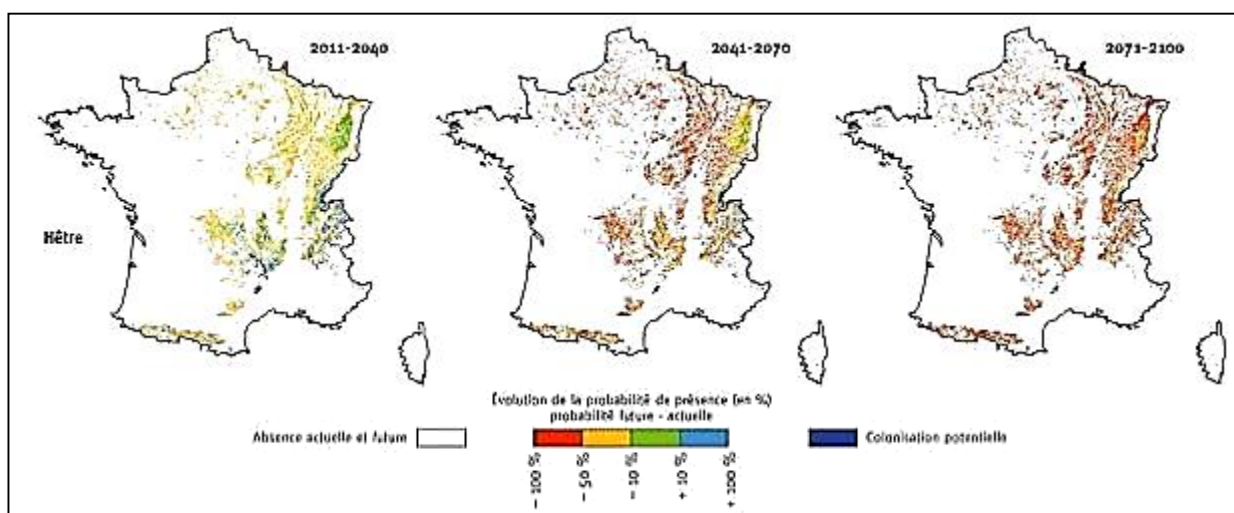 2011-2040
2041-2070
2071-2100
Hêtre
Évolution de la probabilité de présence (en %)
probabilité future - actuelle
Absence actuelle et future
Colonisation potentielle
- 100 %
- 50 %
- 10 %
+ 10 %
+ 100 %